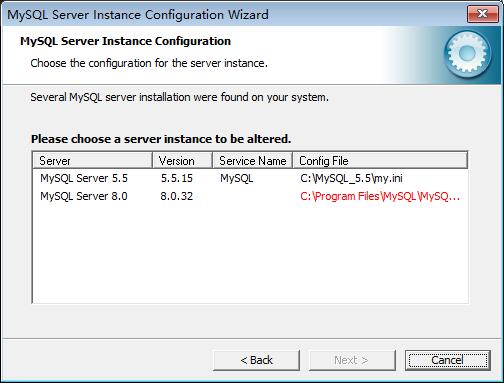 MySQL Server Instance Configuration Wizard
MySQL Server Instance Configuration
Choose the configuration for the server instance.
Several MySQL server installation were found on your system.
Please choose a server instance to be altered.
Server Version Service Name Config File
MySQL Server 5.5 5.5.15 MySQL C:\MySQL_5.5\my.ini
MySQL Server 8.0 8.0.32 C:\Program Files\MySQL\MySQ...
< Back Next > Cancel